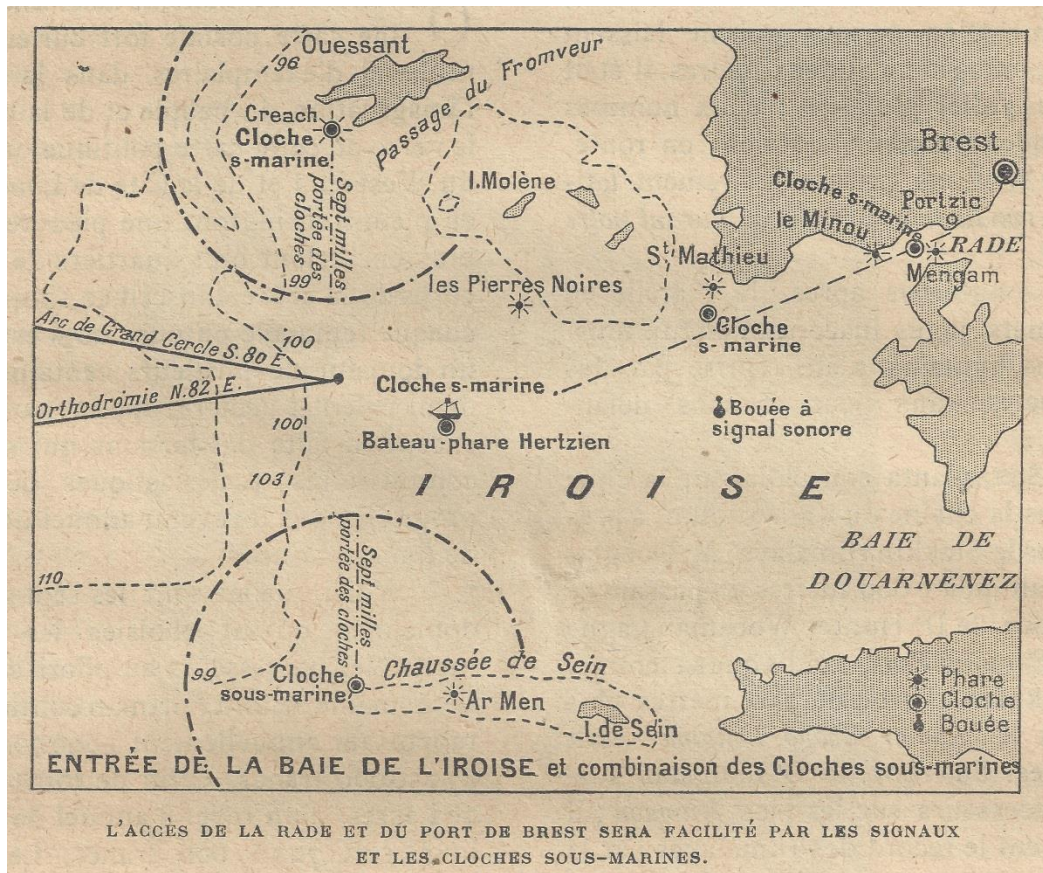 Ouessant
96
Creach
Cloche
s-marine
Passage du Fromveur
Sept milles
portée des
cloches
99
I. Molène
Brest
Cloche s-marine
Portzic
le Minou
RADE
Mengam
St Mathieu
les Pierres Noires
Cloche
s-marine
Arc de Grand Cercle S. 80 E
100
Orthodromie N. 82 E.
Cloche s-marine
Bateau-phare Hertzien
Bouée à
signal sonore
100
103
IROISE
110
BAIE DE
DOUARNENEZ
Sept milles
portée des cloches
99
Cloche
sous-marine
Chaussée de Sein
Ar Men
I. de Sein
Phare
Cloche
Bouée
ENTRÉE DE LA BAIE DE L'IROISE et combinaison des Cloches sous-marines
L'ACCÈS DE LA RADE ET DU PORT DE BREST SERA FACILITÉ PAR LES SIGNAUX
ET LES CLOCHES SOUS-MARINES.